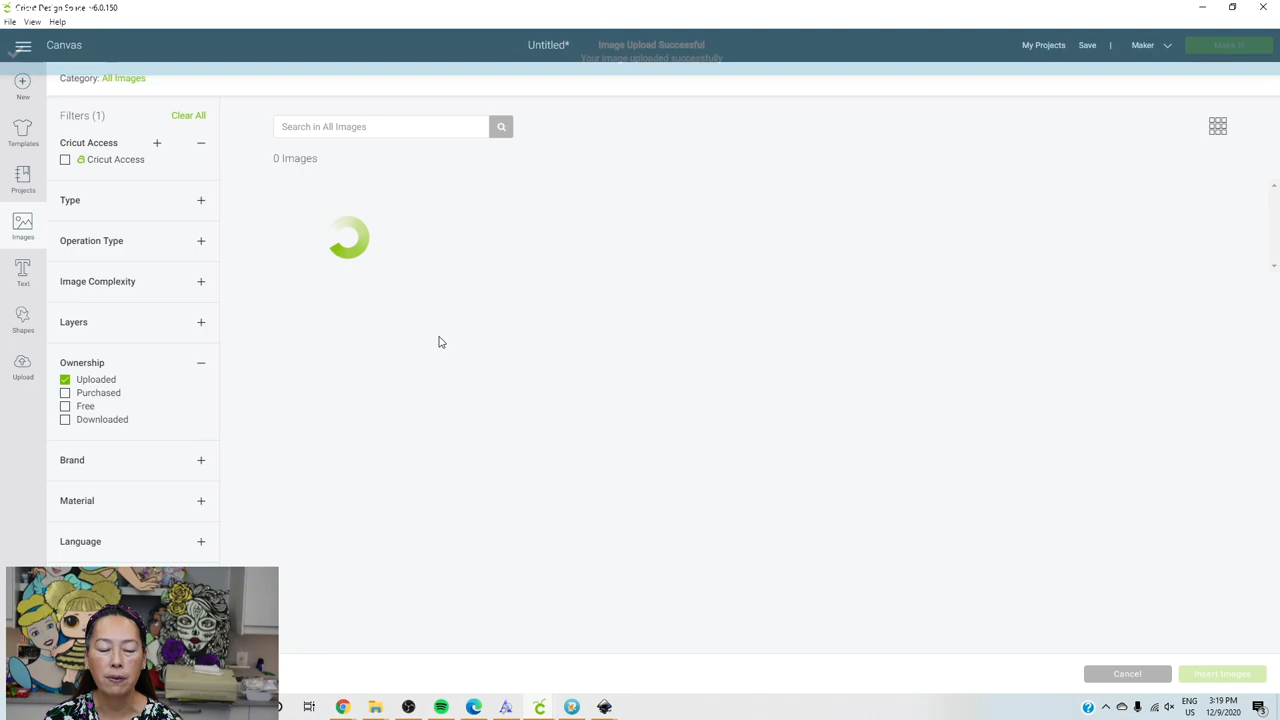 Cricut Design Space v6.0.150
File View Help
Canvas
Untitled*
Image Upload Successful
Your image uploaded successfully
My Projects Save | Maker Make It
New
Templates
Projects
Images
Text
Shapes
Upload
Category: All Images
Filters (1) Clear All
Cricut Access + −
Cricut Access
Type +
Operation Type +
Image Complexity +
Layers +
Ownership −
Uploaded
Purchased
Free
Downloaded
Brand +
Material +
Language +
Search in All Images
0 Images
Cancel Insert Images
ENG
US
3:19 PM
12/9/2020